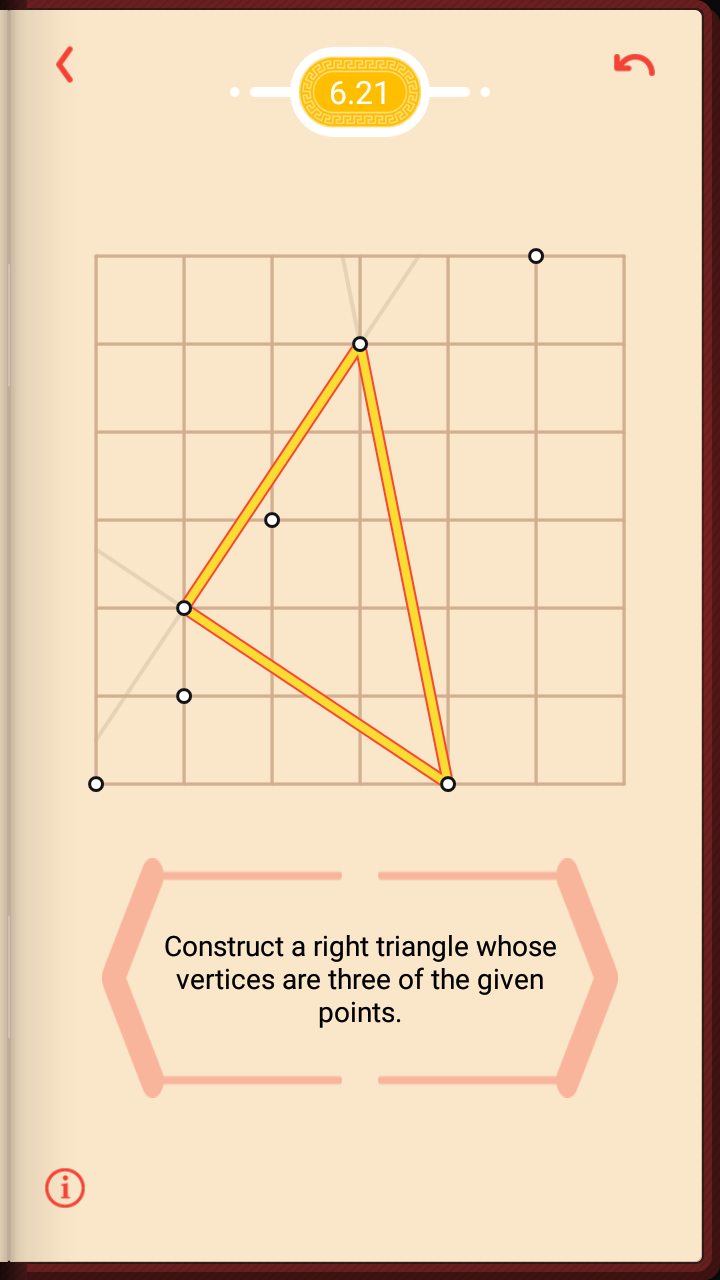 6.21
Construct a right triangle whose
vertices are three of the given
points.